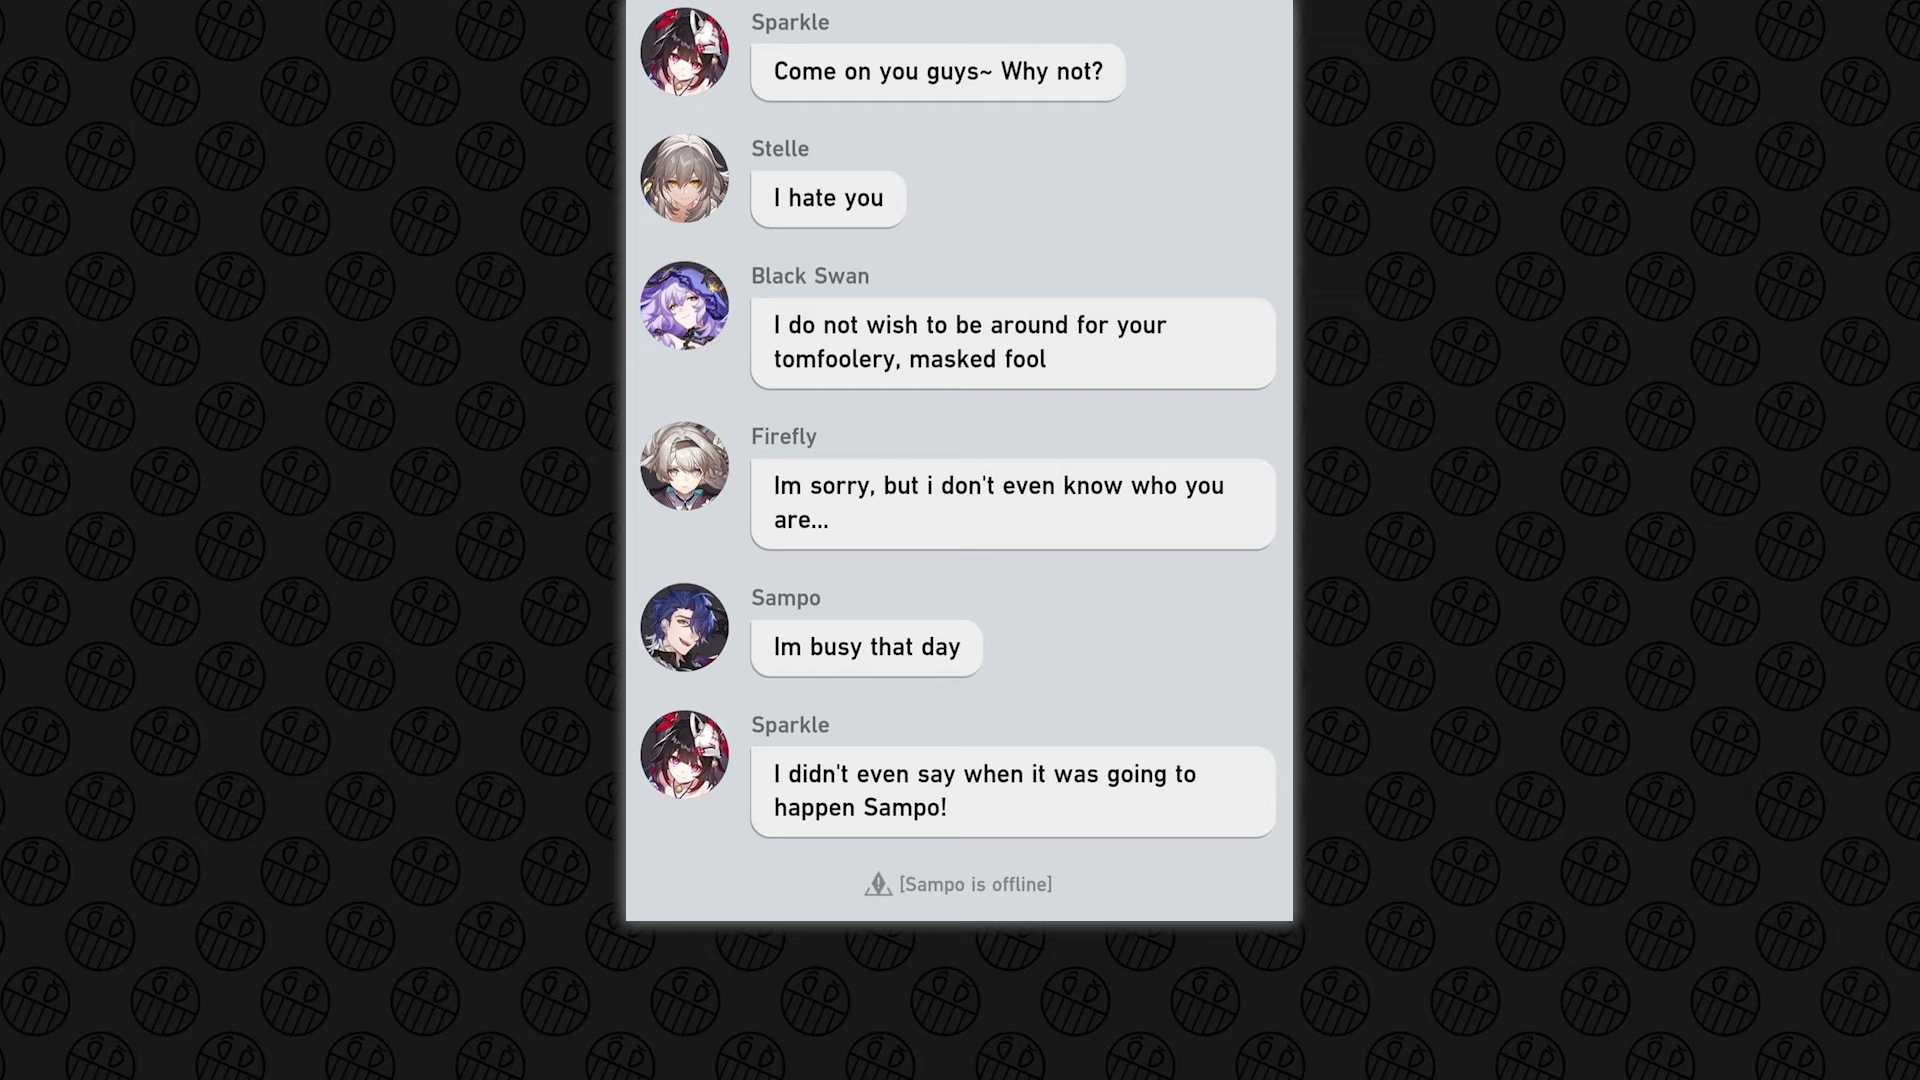 Sparkle
Come on you guys~ Why not?
Stelle
I hate you
Black Swan
I do not wish to be around for your
tomfoolery, masked fool
Firefly
Im sorry, but i don't even know who you
are...
Sampo
Im busy that day
Sparkle
I didn't even say when it was going to
happen Sampo!
[Sampo is offline]